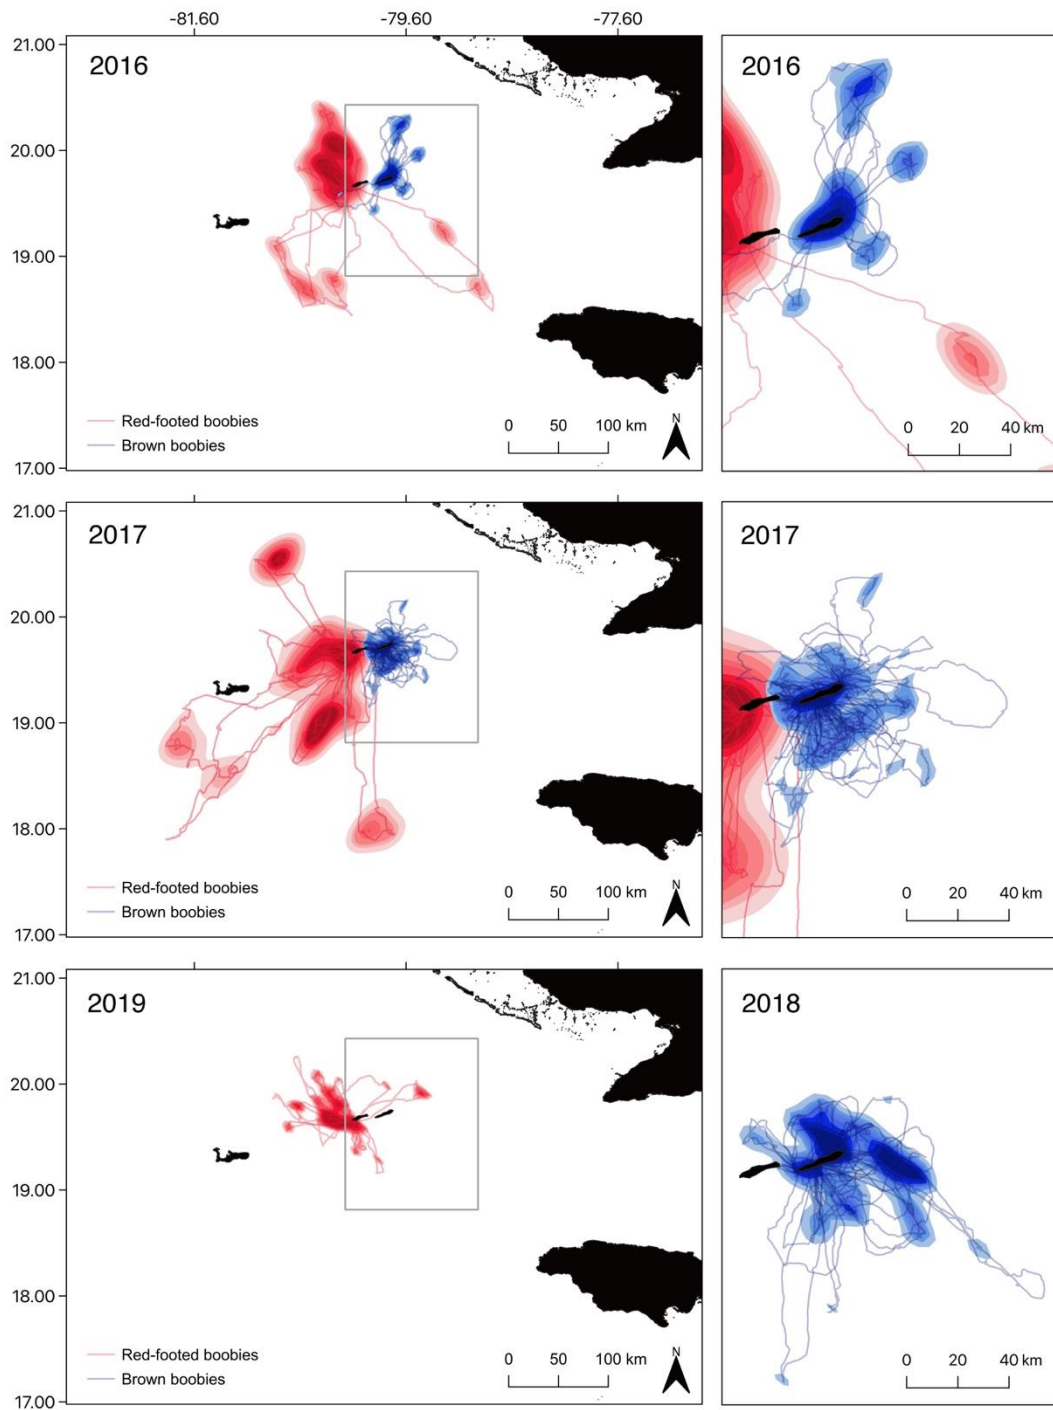 -81.60 -79.60 -77.60
21.00
20.00
19.00
18.00
17.00
2016
Red-footed boobies
Brown boobies
0 50 100 km
N
2016
0 20 40 km
21.00
20.00
19.00
18.00
17.00
2017
Red-footed boobies
Brown boobies
0 50 100 km
N
2017
0 20 40 km
21.00
20.00
19.00
18.00
17.00
2019
Red-footed boobies
Brown boobies
0 50 100 km
N
2018
0 20 40 km